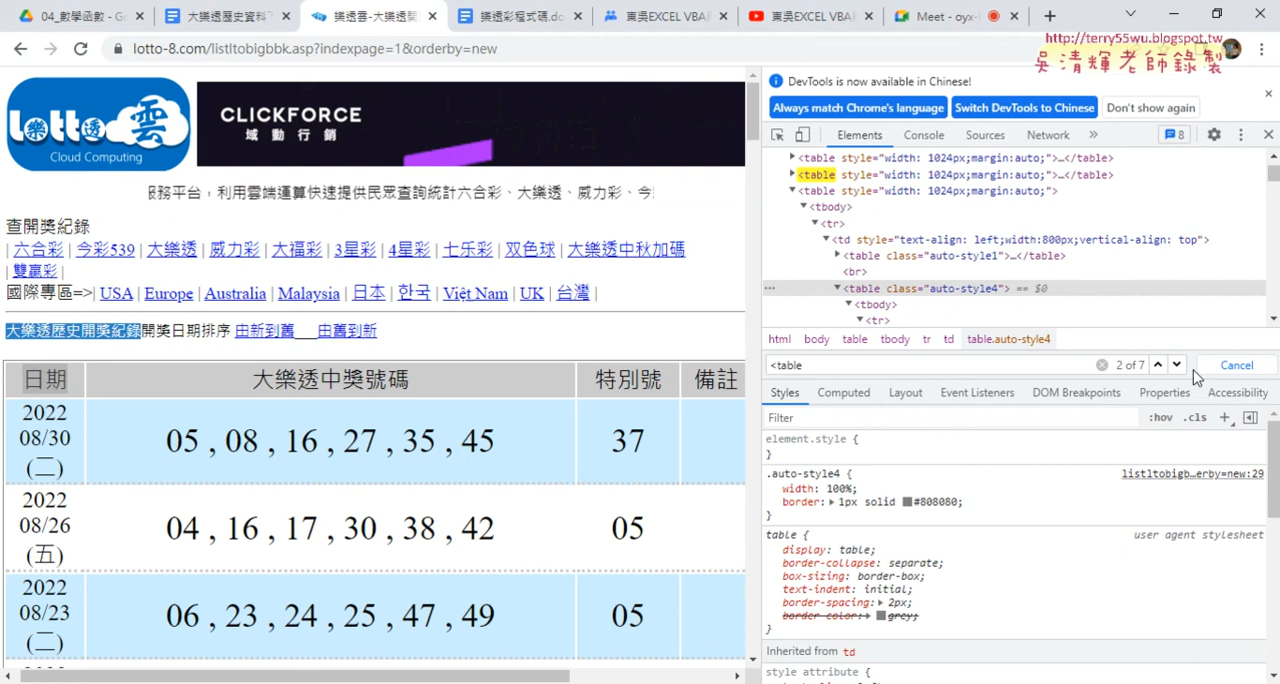 04_數學函數 - Go
大樂透歷史資料下
樂透雲-大樂透開
樂透彩程式碼.do
東吳EXCEL VBA
東吳EXCEL VBA
Meet - oyx-
lotto-8.com/listltobigbbk.asp?indexpage=1&orderby=new
http://terry55wu.blogspot.tw
吳清輝老師錄製
Lotto樂透雲
Cloud Computing
CLICKFORCE
域動行銷
服務平台，利用雲端運算快速提供民眾查詢統計六合彩、大樂透、威力彩、今
查開獎紀錄
| 六合彩 | 今彩539 | 大樂透 | 威力彩 | 大福彩 | 3星彩 | 4星彩 | 七乐彩 | 双色球 | 大樂透中秋加碼
| 雙贏彩 |
國際專區=>| USA | Europe | Australia | Malaysia | 日本 | 한국 | Việt Nam | UK | 台灣 |
大樂透歷史開獎紀錄開獎日期排序 由新到舊___由舊到新
日期 大樂透中獎號碼 特別號 備註
2022
08/30
(二)
05 , 08 , 16 , 27 , 35 , 45 37
2022
08/26
(五)
04 , 16 , 17 , 30 , 38 , 42 05
2022
08/23
(二)
06 , 23 , 24 , 25 , 47 , 49 05
DevTools is now available in Chinese!
Always match Chrome's language Switch DevTools to Chinese Don't show again
Elements Console Sources Network » 8
<table style="width: 1024px;margin:auto;">…</table>
<table style="width: 1024px;margin:auto;">…</table>
<table style="width: 1024px;margin:auto;">
<tbody>
<tr>
<td style="text-align: left;width:800px;vertical-align: top">
<table class="auto-style1">…</table>
<br>
<table class="auto-style4"> == $0
<tbody>
<tr>
html body table tbody tr td table.auto-style4
<table 2 of 7 Cancel
Styles Computed Layout Event Listeners DOM Breakpoints Properties Accessibility
Filter :hov .cls +
element.style {
}
.auto-style4 { listltobigb…erby=new:29
width: 100%;
border: 1px solid #808080;
}
table { user agent stylesheet
display: table;
border-collapse: separate;
box-sizing: border-box;
text-indent: initial;
border-spacing: 2px;
border-color: grey;
}
Inherited from td
style attribute {